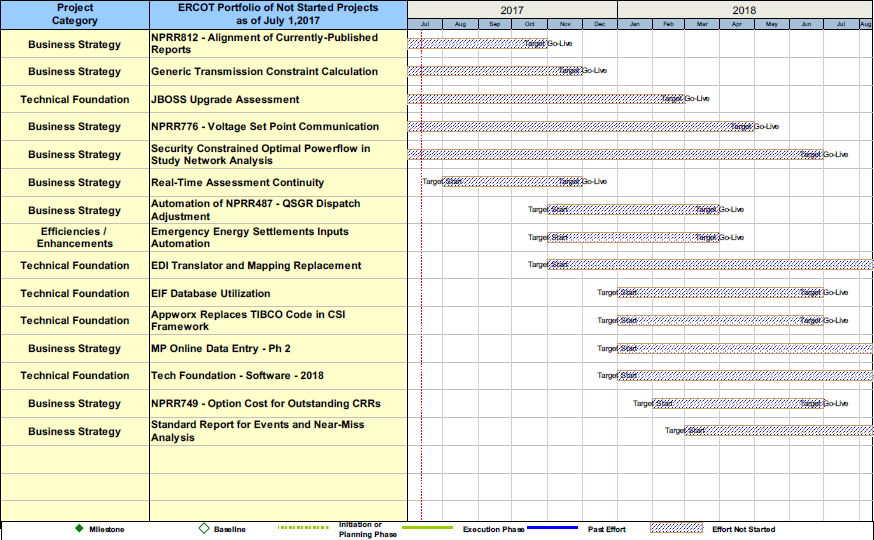 Project Category
ERCOT Portfolio of Not Started Projects
as of July 1,2017
2017
2018
Jul Aug Sep Oct Nov Dec Jan Feb Mar Apr May Jun Jul Aug
Business Strategy
NPRR812 - Alignment of Currently-Published
Reports
Target Go-Live
Business Strategy
Generic Transmission Constraint Calculation
Target Go-Live
Technical Foundation
JBOSS Upgrade Assessment
Target Go-Live
Business Strategy
NPRR776 - Voltage Set Point Communication
Target Go-Live
Business Strategy
Security Constrained Optimal Powerflow in
Study Network Analysis
Target Go-Live
Business Strategy
Real-Time Assessment Continuity
Target Start
Target Go-Live
Business Strategy
Automation of NPRR487 - QSGR Dispatch
Adjustment
Target Start
Target Go-Live
Efficiencies /
Enhancements
Emergency Energy Settlements Inputs
Automation
Target Start
Target Go-Live
Technical Foundation
EDI Translator and Mapping Replacement
Target Start
Technical Foundation
EIF Database Utilization
Target Start
Target Go-Live
Technical Foundation
Appworx Replaces TIBCO Code in CSI
Framework
Target Start
Target Go-Live
Business Strategy
MP Online Data Entry - Ph 2
Target Start
Technical Foundation
Tech Foundation - Software - 2018
Target Start
Business Strategy
NPRR749 - Option Cost for Outstanding CRRs
Target Start
Target Go-Live
Business Strategy
Standard Report for Events and Near-Miss
Analysis
Target Start
Milestone
Baseline
Initiation or
Planning Phase
Execution Phase
Past Effort
Effort Not Started